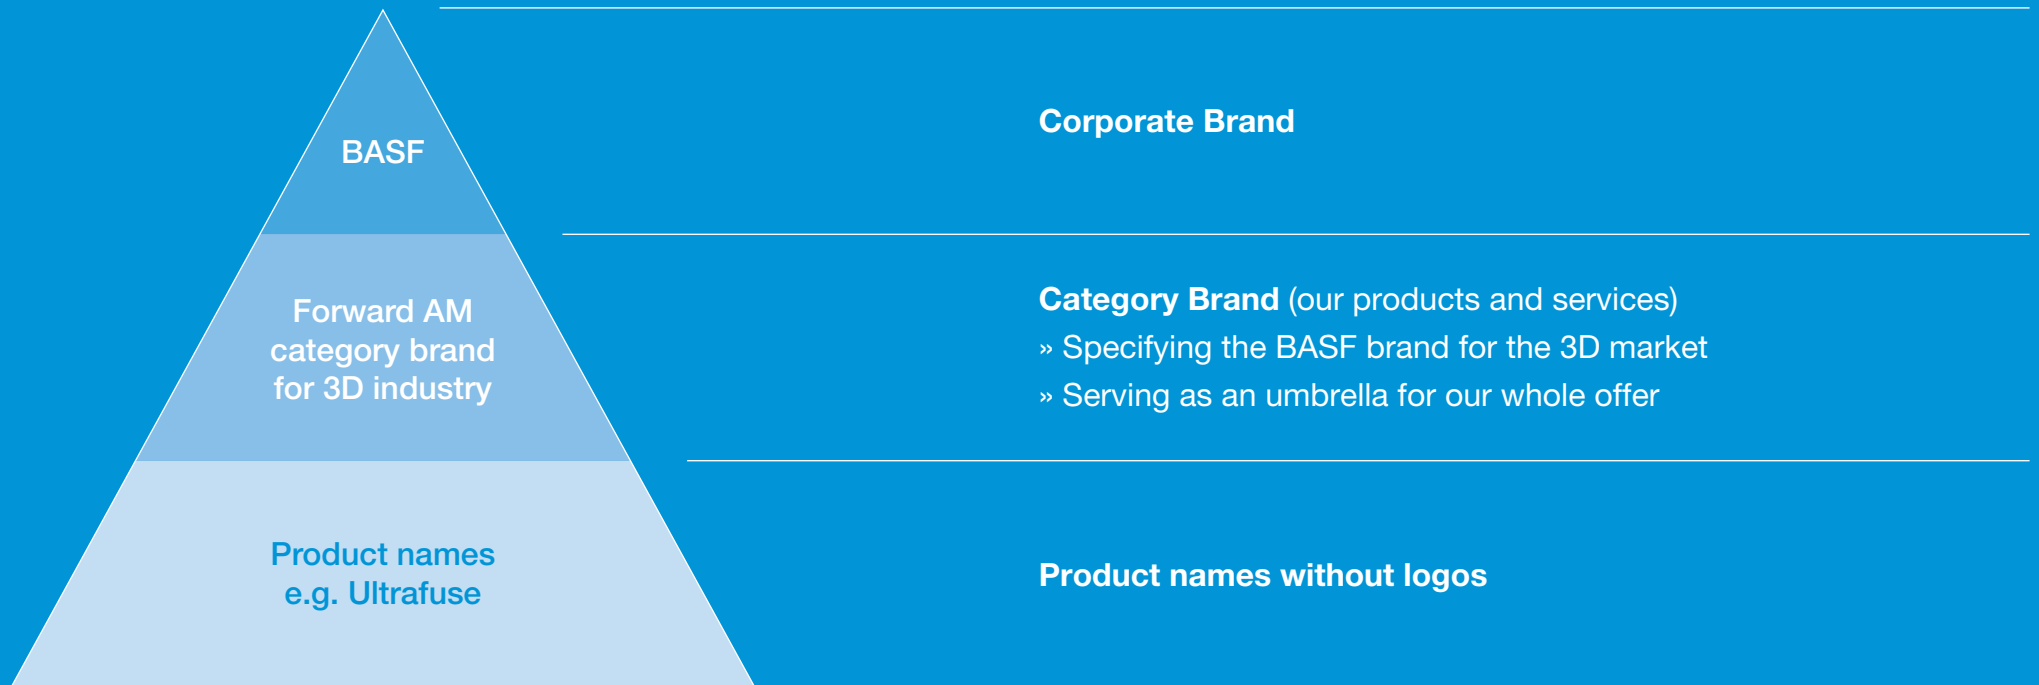 BASF
Corporate Brand
Forward AM
category brand
for 3D industry
Category Brand (our products and services)
» Specifying the BASF brand for the 3D market
» Serving as an umbrella for our whole offer
Product names
e.g. Ultrafuse
Product names without logos